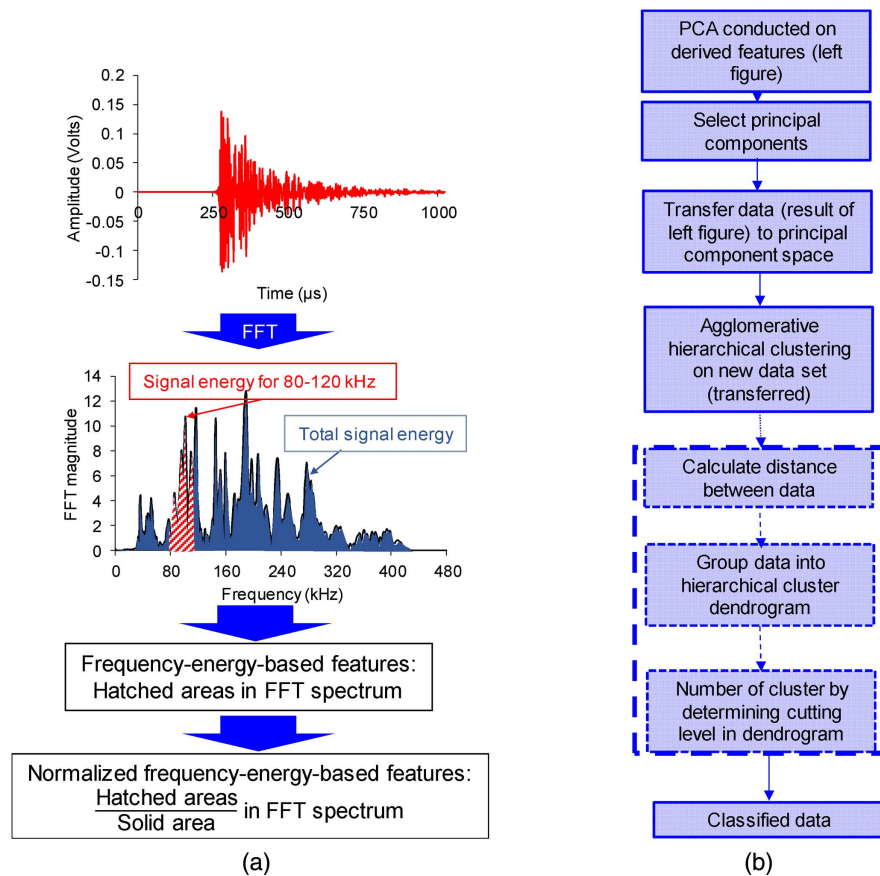 0.2
0.15
0.1
0.05
0
-0.05
-0.1
-0.15
Amplitude (Volts)
0 250 500 750 1000
Time (µs)
FFT
14
12
10
8
6
4
2
0
FFT magnitude
Signal energy for 80-120 kHz
Total signal energy
0 80 160 240 320 400 480
Frequency (kHz)
Frequency-energy-based features:
Hatched areas in FFT spectrum
Normalized frequency-energy-based features:
Hatched areas
Solid area
in FFT spectrum
(a)
PCA conducted on
derived features (left
figure)
Select principal
components
Transfer data (result of
left figure) to principal
component space
Agglomerative
hierarchical clustering
on new data set
(transferred)
Calculate distance
between data
Group data into
hierarchical cluster
dendrogram
Number of cluster by
determining cutting
level in dendrogram
Classified data
(b)